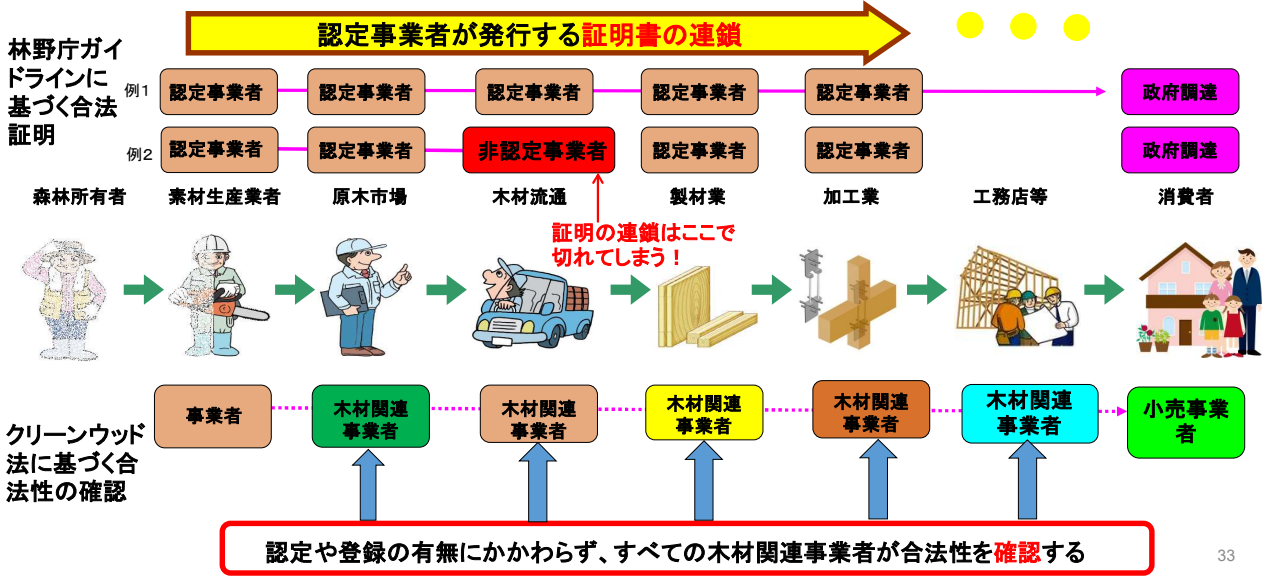 認定事業者が発行する証明書の連鎖
林野庁ガイ
ドラインに
基づく合法
証明
例1
認定事業者
認定事業者
認定事業者
認定事業者
認定事業者
政府調達
例2
認定事業者
認定事業者
非認定事業者
認定事業者
認定事業者
政府調達
森林所有者
素材生産業者
原木市場
木材流通
製材業
加工業
工務店等
消費者
証明の連鎖はここで
切れてしまう！
クリーンウッド
法に基づく合
法性の確認
事業者
木材関連
事業者
木材関連
事業者
木材関連
事業者
木材関連
事業者
木材関連
事業者
小売事業
者
認定や登録の有無にかかわらず、すべての木材関連事業者が合法性を確認する
33